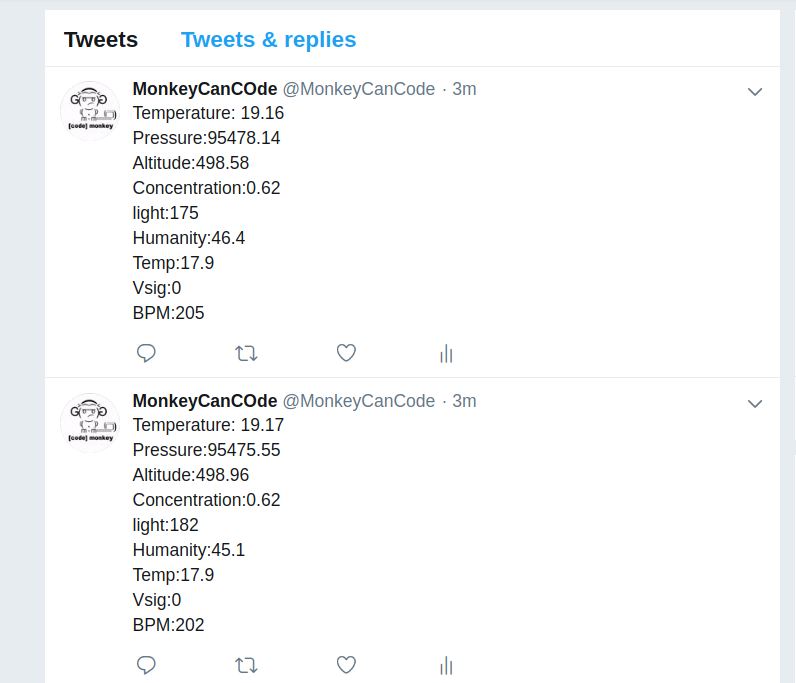 Tweets Tweets & replies
MonkeyCanCOde @MonkeyCanCode · 3m
Temperature: 19.16
Pressure:95478.14
Altitude:498.58
Concentration:0.62
light:175
Humanity:46.4
Temp:17.9
Vsig:0
BPM:205
[code] monkey
MonkeyCanCOde @MonkeyCanCode · 3m
Temperature: 19.17
Pressure:95475.55
Altitude:498.96
Concentration:0.62
light:182
Humanity:45.1
Temp:17.9
Vsig:0
BPM:202
[code] monkey